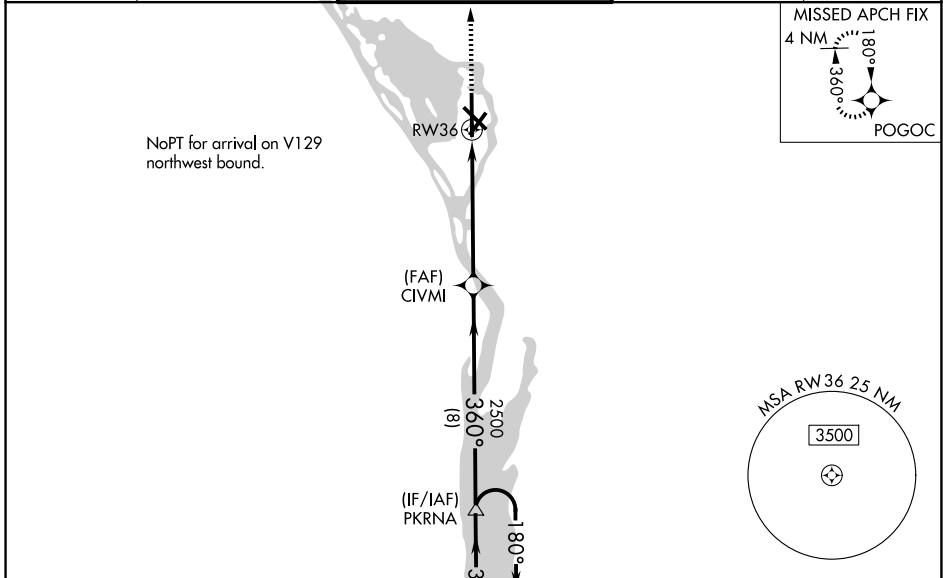 MISSED APCH FIX
4 NM
180°
360°
POGOC
RW36
NoPT for arrival on V129
northwest bound.
(FAF)
CIVMI
2500
360°
(8)
MSA RW36 25 NM
3500
(IF/IAF)
PKRNA
180°
3